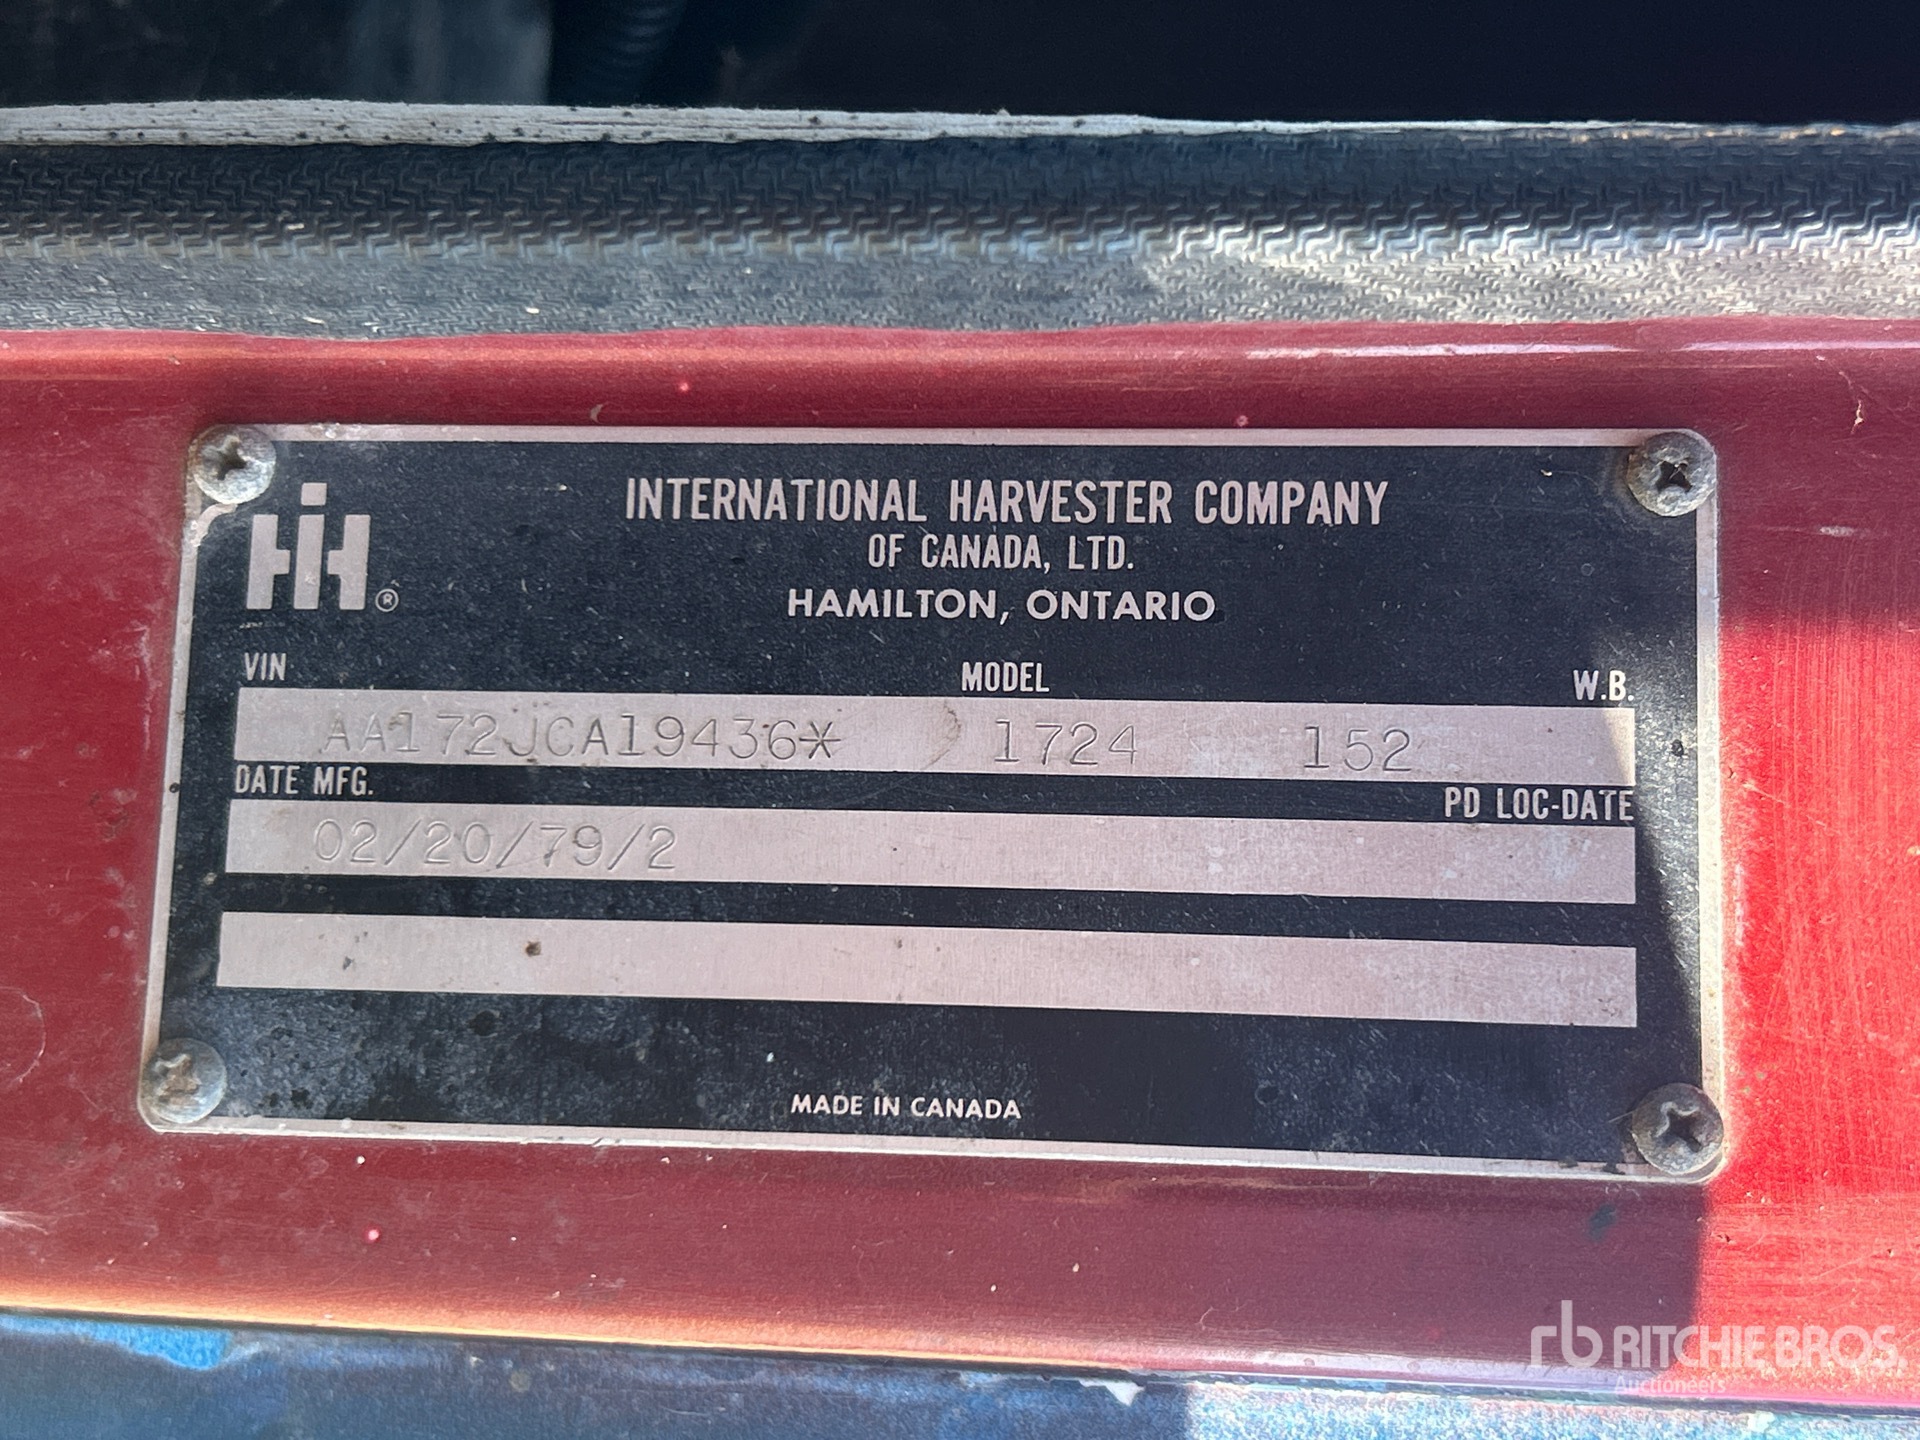 INTERNATIONAL HARVESTER COMPANY
OF CANADA, LTD.
HAMILTON, ONTARIO
IH®
VIN MODEL W.B.
AA172JCA19436* 1724 152
DATE MFG. PD LOC-DATE
02/20/79/2
MADE IN CANADA
rb RITCHIE BROS.
Auctioneers